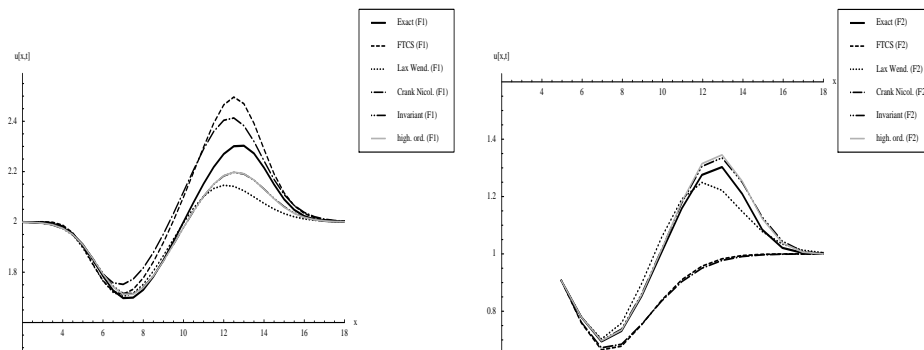 u[x,t]
Exact (F1)
FTCS (F1)
Lax Wend. (F1)
Crank Nicol. (F1)
Invariant (F1)
high. ord. (F1)
2.4
2.2
2
1.8
4
6
8
10
12
14
16
18
x
u[x,t]
Exact (F2)
FTCS (F2)
Lax Wend. (F2)
Crank Nicol. (F2)
Invariant (F2)
high. ord. (F2)
x
4
6
8
10
12
14
16
18
1.4
1.2
1
0.8